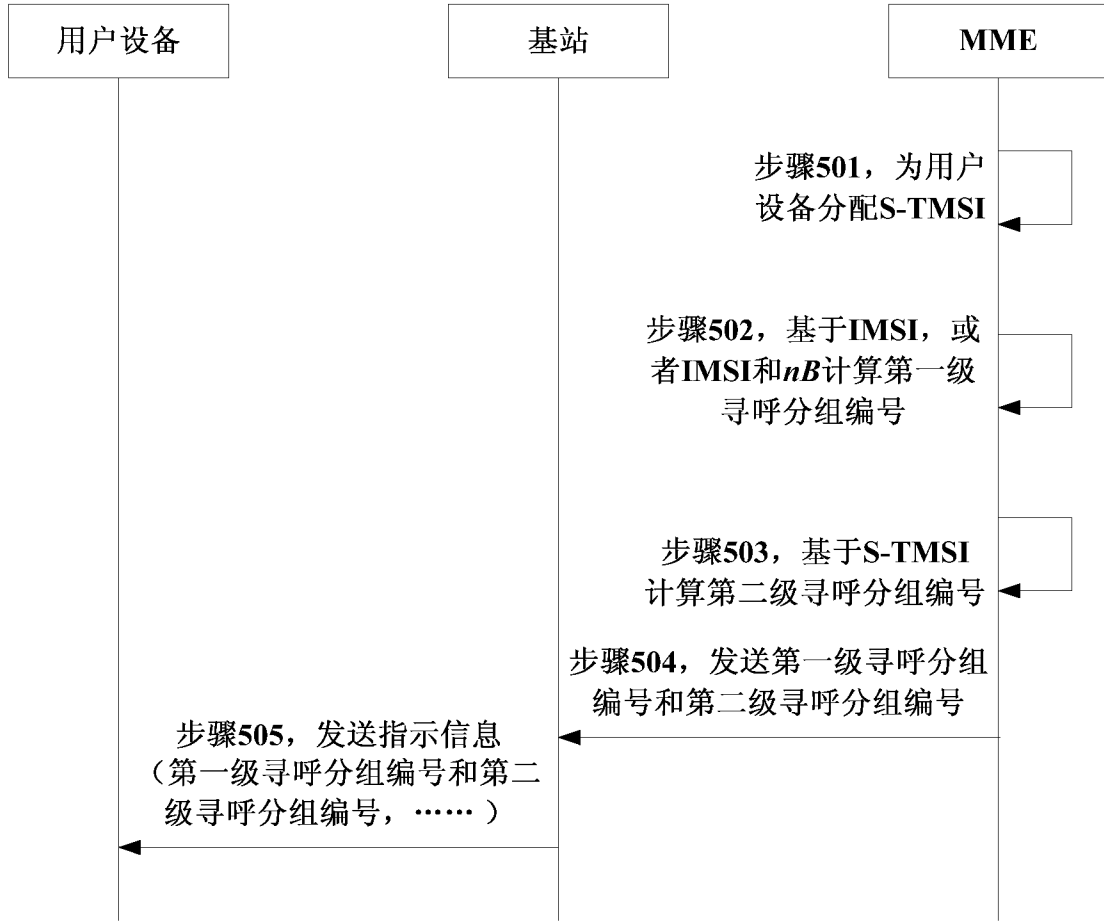 用户设备
基站
MME
步骤501，为用户
设备分配S-TMSI
步骤502，基于IMSI，或
者IMSI和nB计算第一级
寻呼分组编号
步骤503，基于S-TMSI
计算第二级寻呼分组编号
步骤504，发送第一级寻呼分组
编号和第二级寻呼分组编号
步骤505，发送指示信息
（第一级寻呼分组编号和第二
级寻呼分组编号，……）